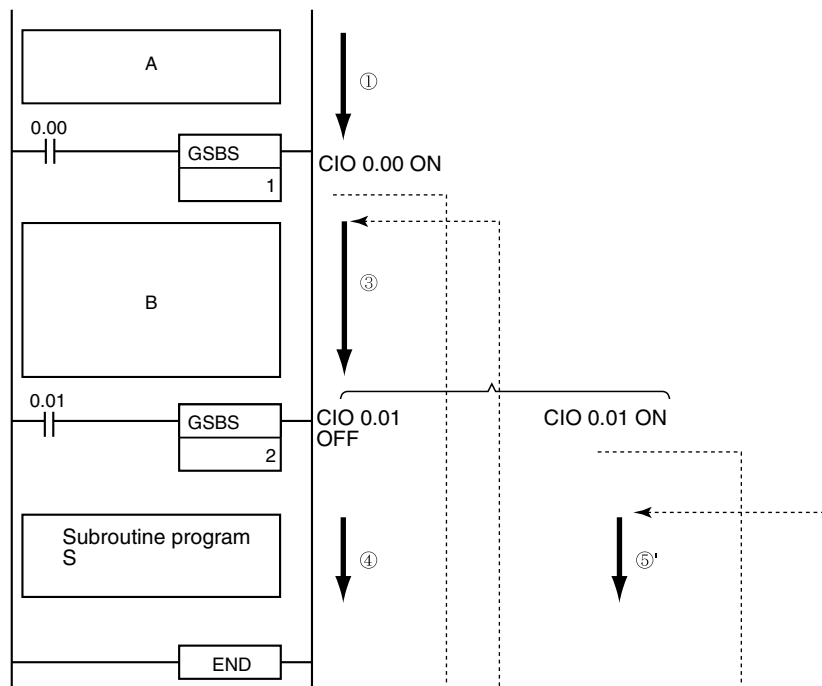 A
①
0.00
GSBS
1
CIO 0.00 ON
B
③
0.01
GSBS
2
CIO 0.01
OFF
CIO 0.01 ON
Subroutine program
S
④
⑤'
END